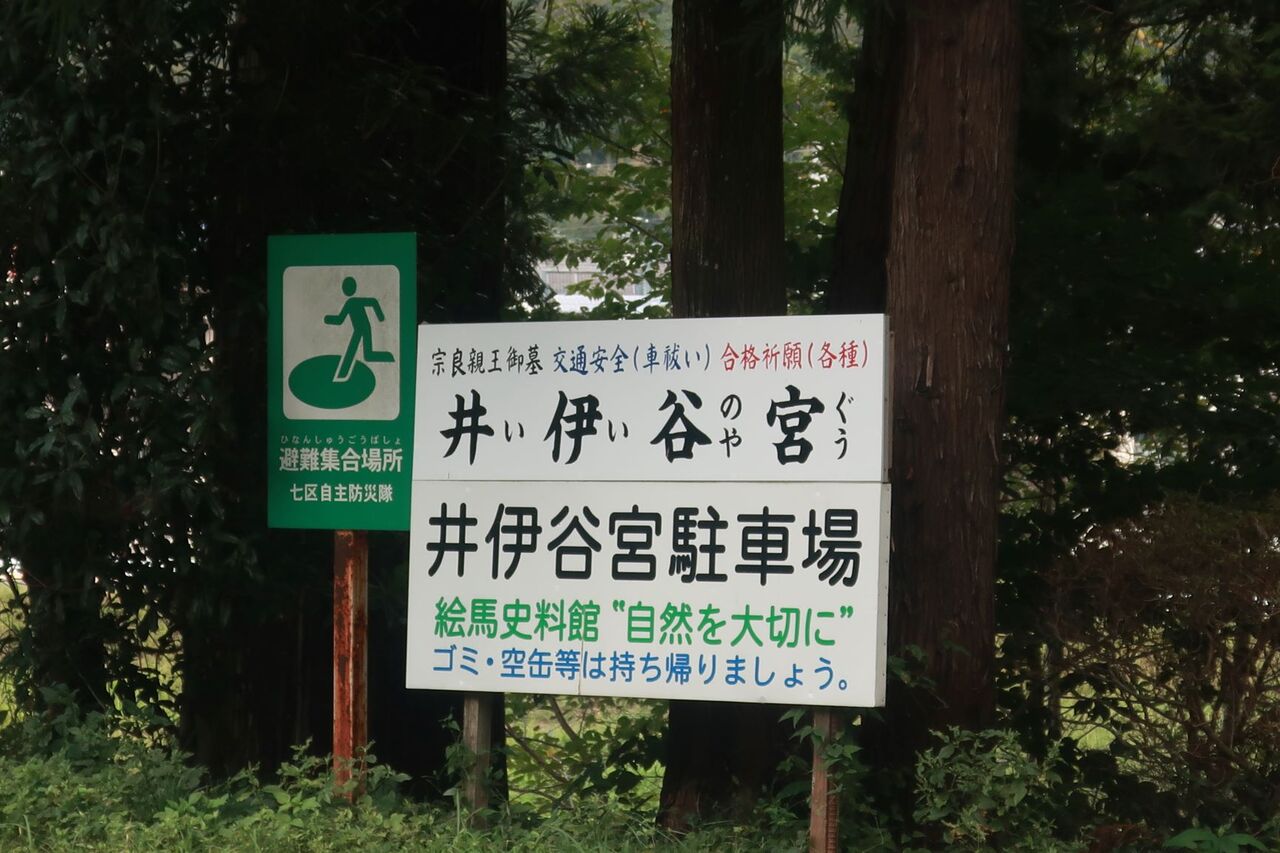 ひなんしゅうごうばしょ
避難集合場所
七区自主防災隊
宗良親王御墓 交通安全(車祓い) 合格祈願(各種)
井い 伊い 谷のや 宮ぐう
井伊谷宮駐車場
絵馬史料館 “自然を大切に”
ゴミ・空缶等は持ち帰りましょう。